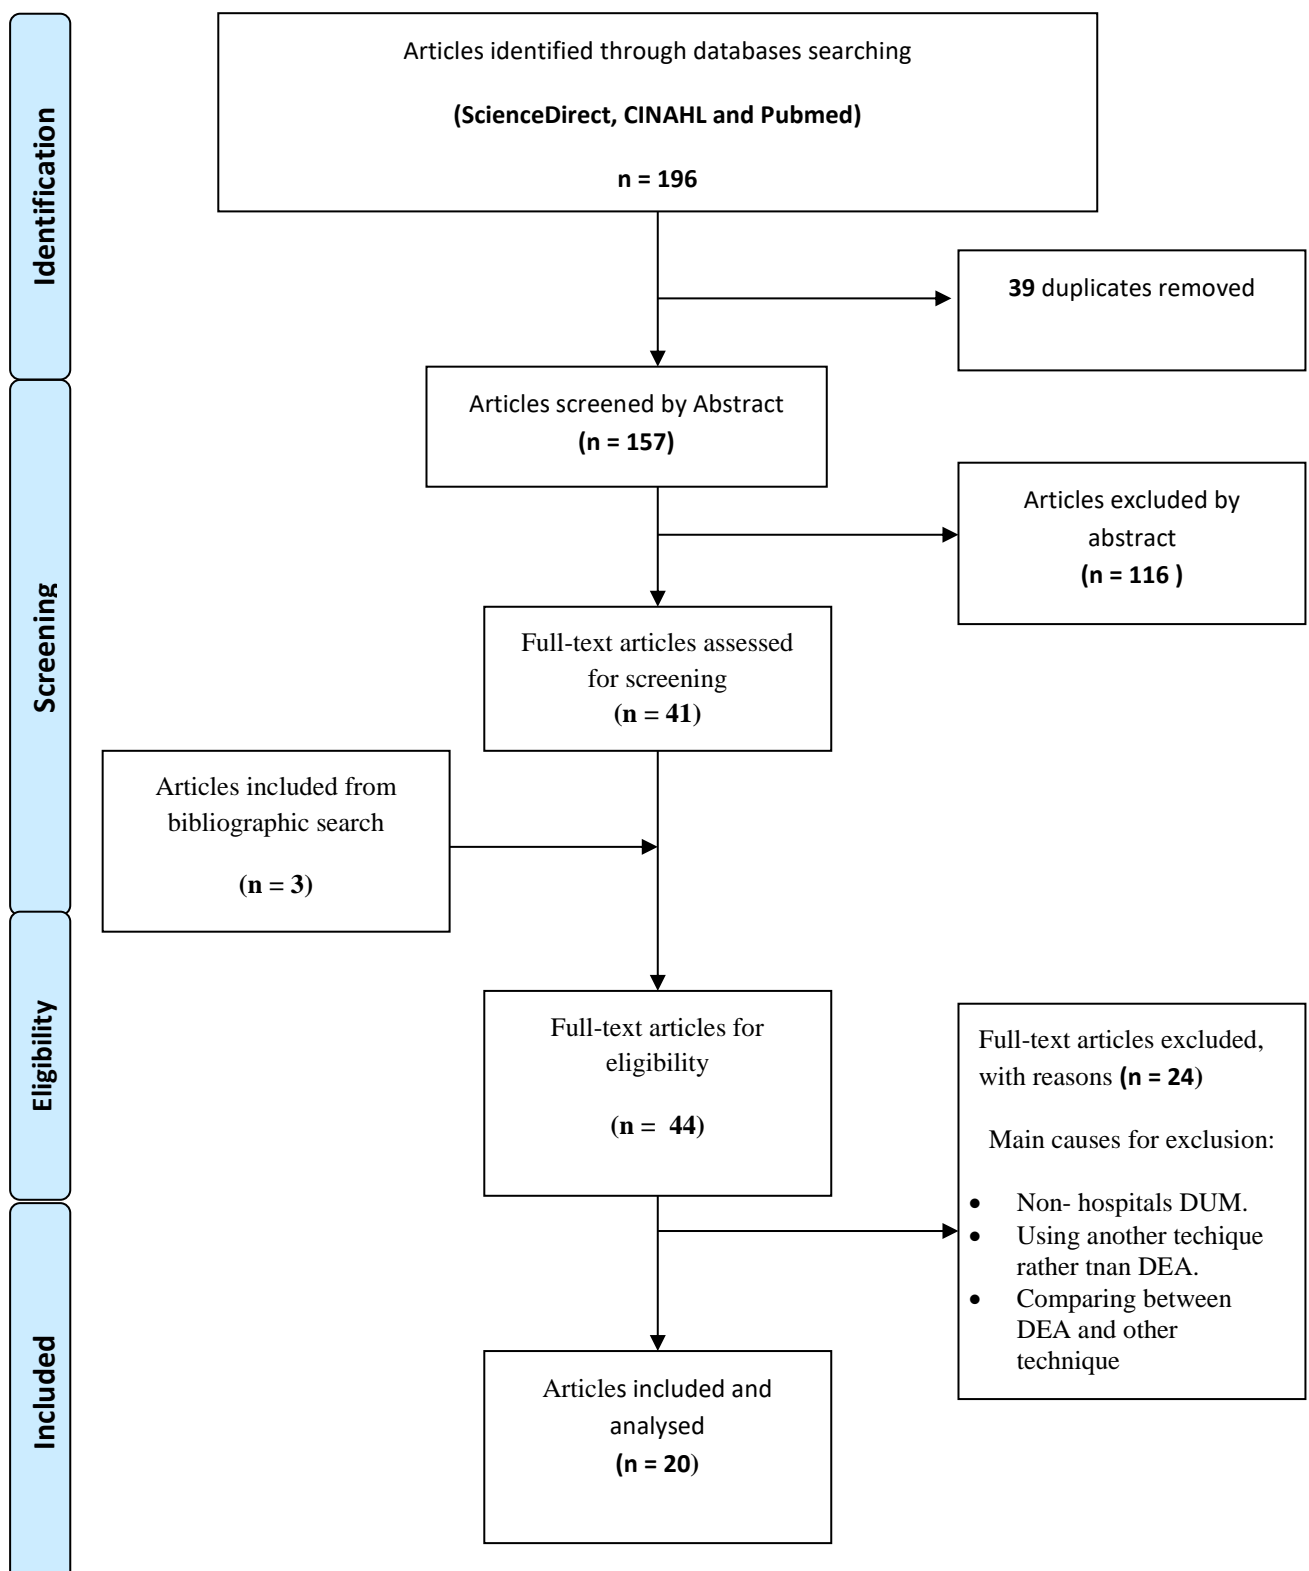 Identification
Articles identified through databases searching
(ScienceDirect, CINAHL and Pubmed)
n = 196
39 duplicates removed
Screening
Articles screened by Abstract
(n = 157)
Articles excluded by
abstract
(n = 116 )
Full-text articles assessed
for screening
(n = 41)
Articles included from
bibliographic search
(n = 3)
Eligibility
Full-text articles for
eligibility
(n = 44)
Full-text articles excluded,
with reasons (n = 24)
Main causes for exclusion:
• Non- hospitals DUM.
• Using another techique
rather tnan DEA.
• Comparing between
DEA and other
technique
Included
Articles included and
analysed
(n = 20)